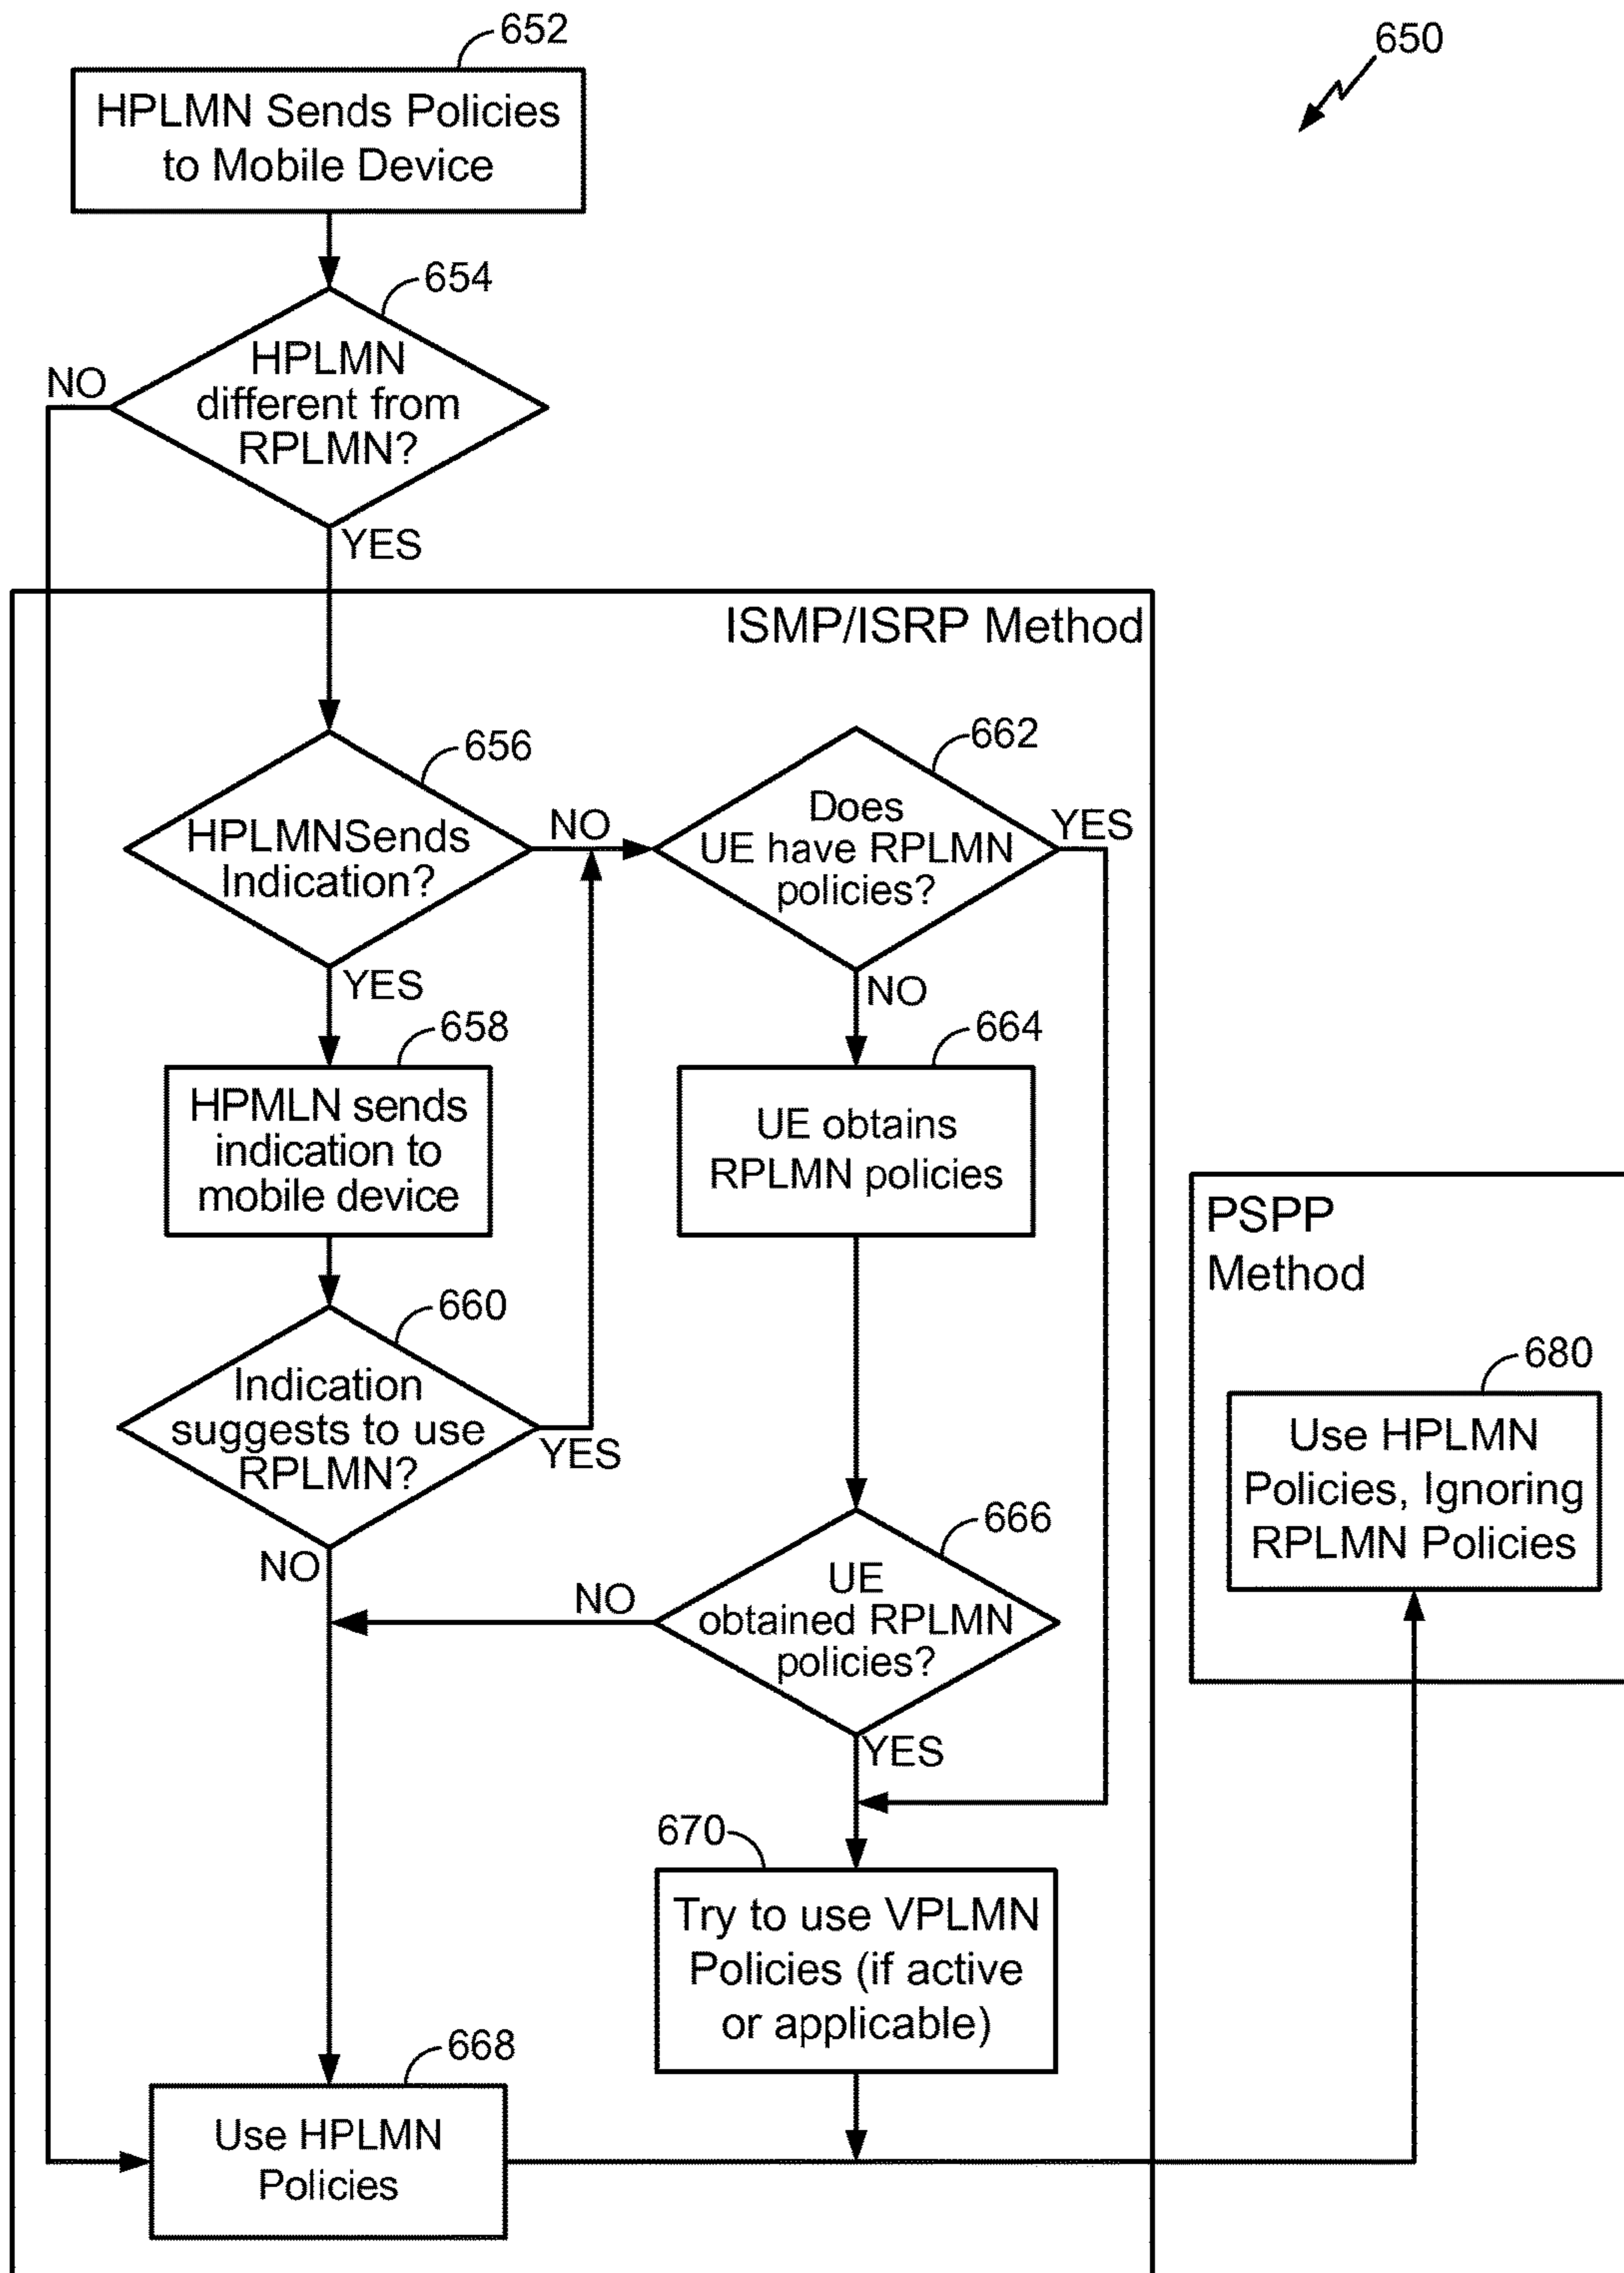 652
650
HPLMN Sends Policies
to Mobile Device
654
HPLMN
different from
RPLMN?
NO
YES
ISMP/ISRP Method
656
HPLMNSends
Indication?
NO
YES
662
Does
UE have RPLMN
policies?
YES
NO
658
HPMLN sends
indication to
mobile device
664
UE obtains
RPLMN policies
660
Indication
suggests to use
RPLMN?
YES
NO
666
UE
obtained RPLMN
policies?
NO
YES
PSPP
Method
680
Use HPLMN
Policies, Ignoring
RPLMN Policies
670
Try to use VPLMN
Policies (if active
or applicable)
668
Use HPLMN
Policies